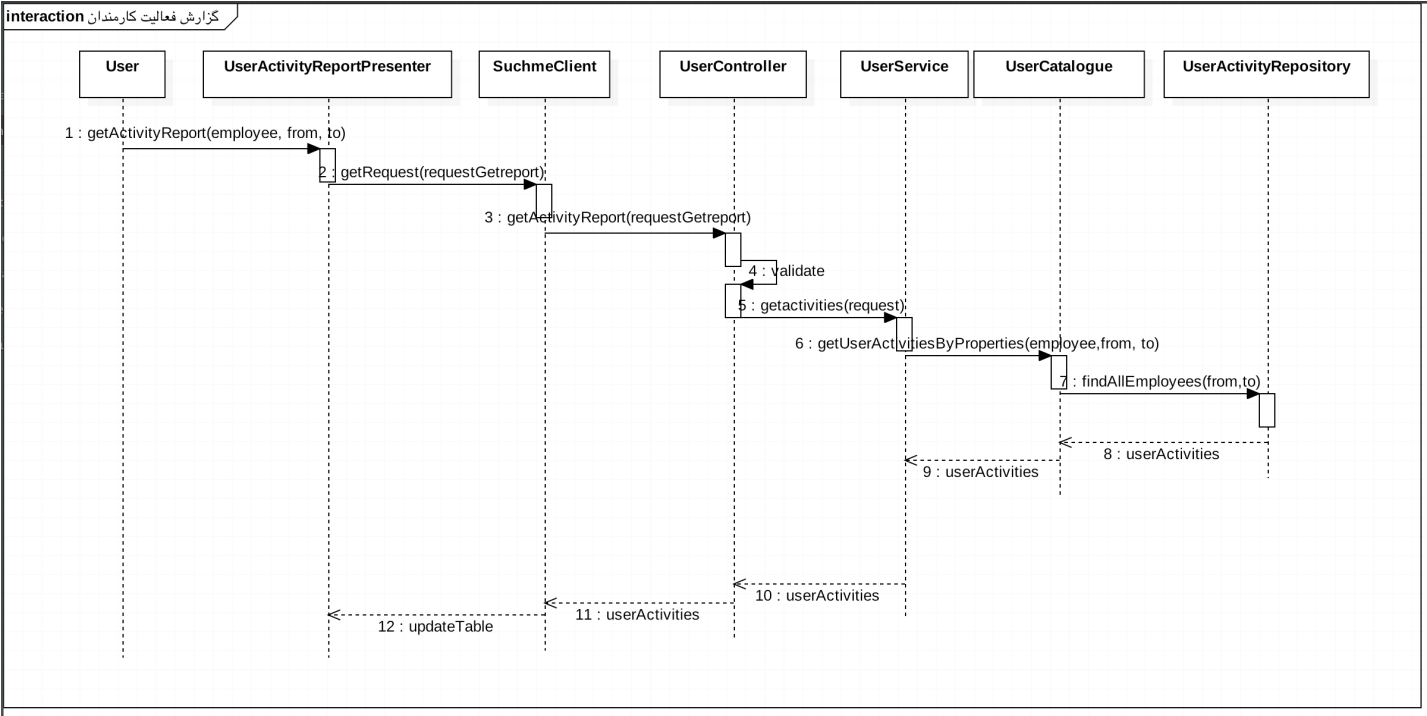 interaction گزارش فعالیت کارمندان
User
UserActivityReportPresenter
SuchmeClient
UserController
UserService
UserCatalogue
UserActivityRepository
1 : getActivityReport(employee, from, to)
2 : getRequest(requestGetreport)
3 : getActivityReport(requestGetreport)
4 : validate
5 : getactivities(request)
6 : getUserActivitiesByProperties(employee,from, to)
7 : findAllEmployees(from,to)
8 : userActivities
9 : userActivities
10 : userActivities
11 : userActivities
12 : updateTable